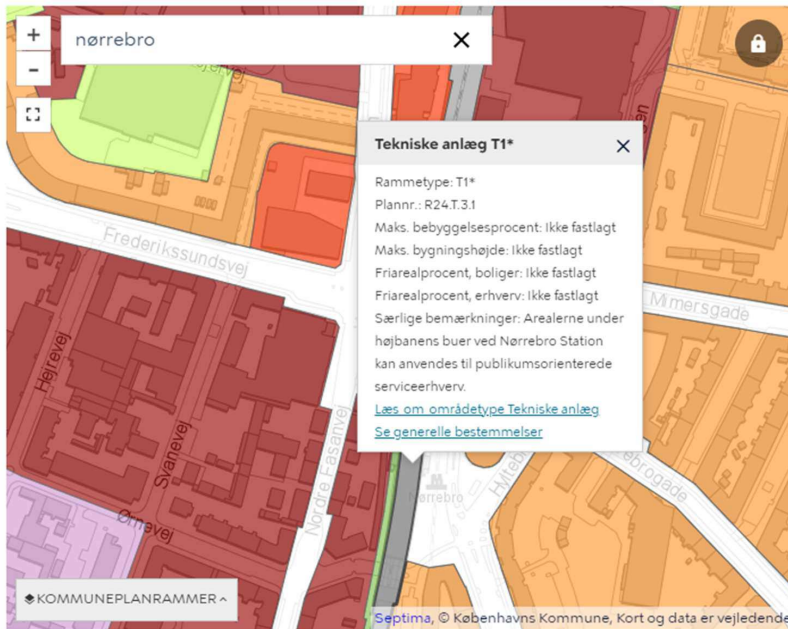 +
nørrebro
-
Tekniske anlæg T1*
Rammetype: T1*
Plannr.: R24.T.3.1
Maks. bebyggelsesprocent: Ikke fastlagt
Maks. bygningshøjde: Ikke fastlagt
Friarealprocent, boliger: Ikke fastlagt
Friarealprocent, erhverv: Ikke fastlagt
Særlige bemærkninger: Arealerne under
højbanens buer ved Nørrebro Station
kan anvendes til publikumsorienterede
serviceerhverv.
Læs om områdetype Tekniske anlæg
Se generelle bestemmelser
Frederikssundsvej
Mimersgade
Højrevej
Svanevej
Nordre Fasanvej
Ørnevej
Nørrebro
KOMMUNEPLANRAMMER
Septima, © Københavns Kommune, Kort og data er vejledende